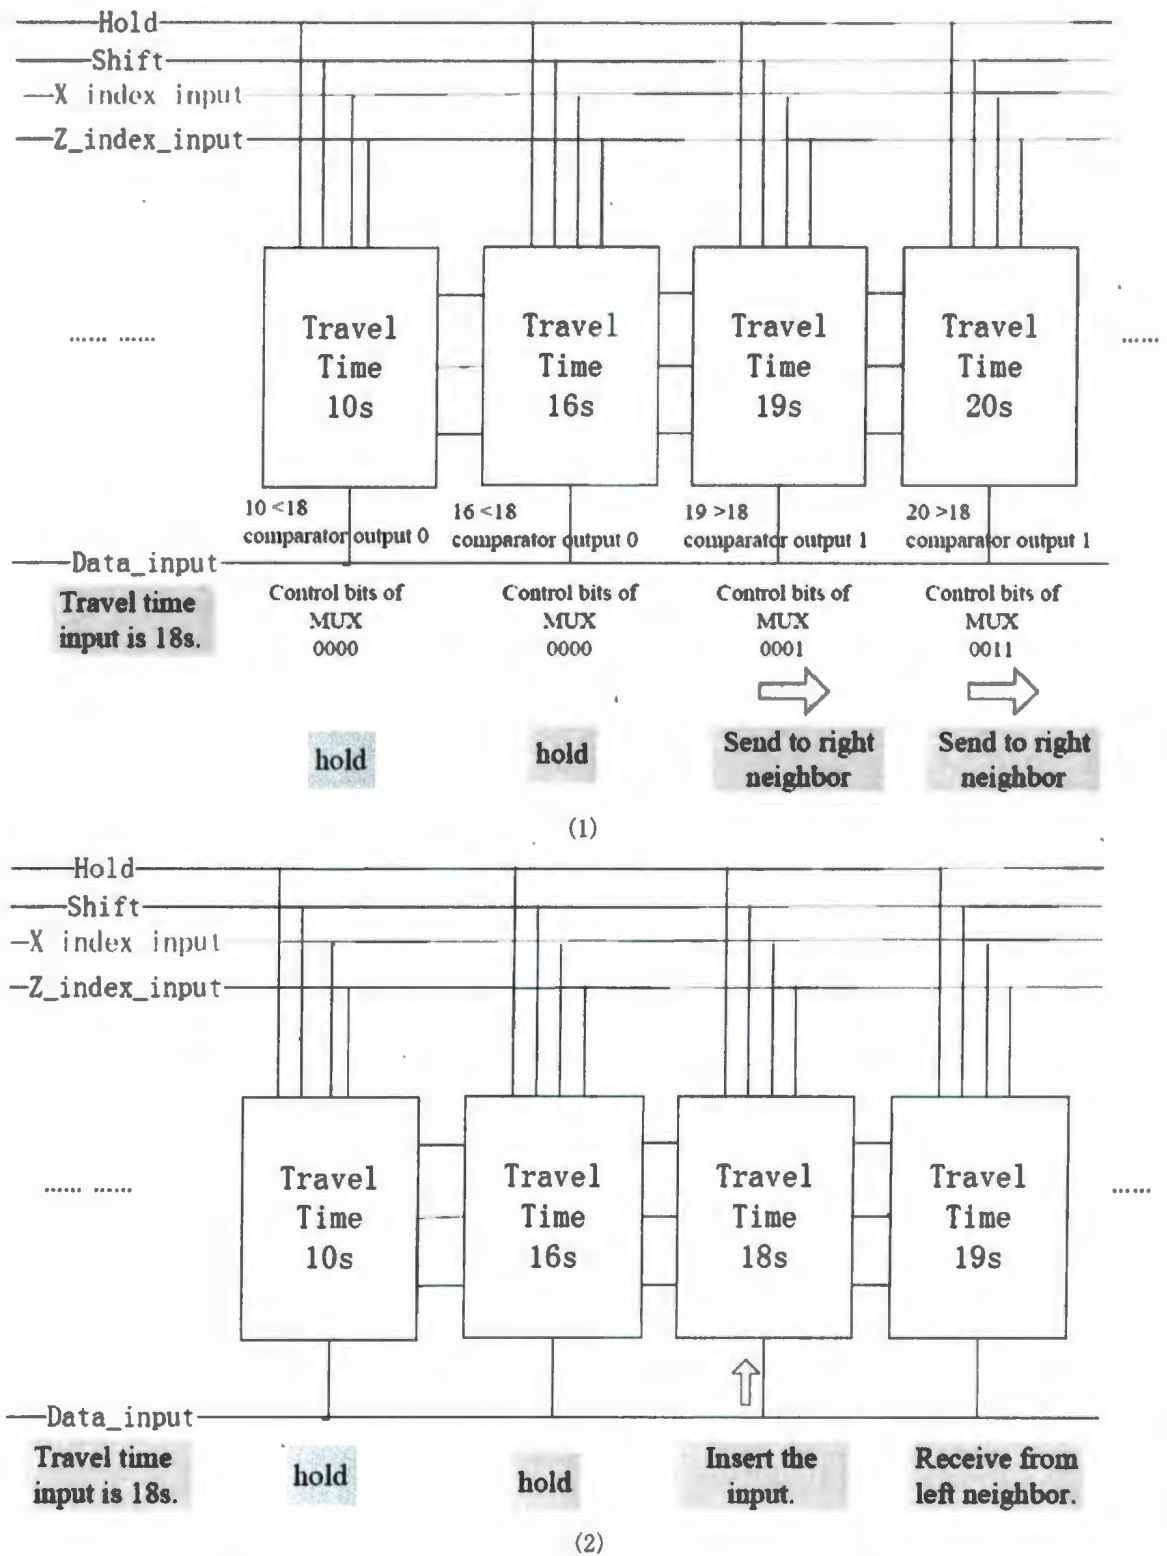 Hold
Shift
X index input
Z_index_input
Travel Time 10s
Travel Time 16s
Travel Time 19s
Travel Time 20s
...... ......
......
10 <18
comparator output 0
16 <18
comparator output 0
19 >18
comparator output 1
20 >18
comparator output 1
Data_input
Travel time
input is 18s.
Control bits of
MUX
0000
Control bits of
MUX
0000
Control bits of
MUX
0001
Control bits of
MUX
0011
hold
hold
Send to right
neighbor
Send to right
neighbor
(1)
Hold
Shift
X index input
Z_index_input
Travel
Time
10s
Travel
Time
16s
Travel
Time
18s
Travel
Time
19s
...... ......
......
Data_input
Travel time
input is 18s.
hold
hold
Insert the
input.
Receive from
left neighbor.
(2)